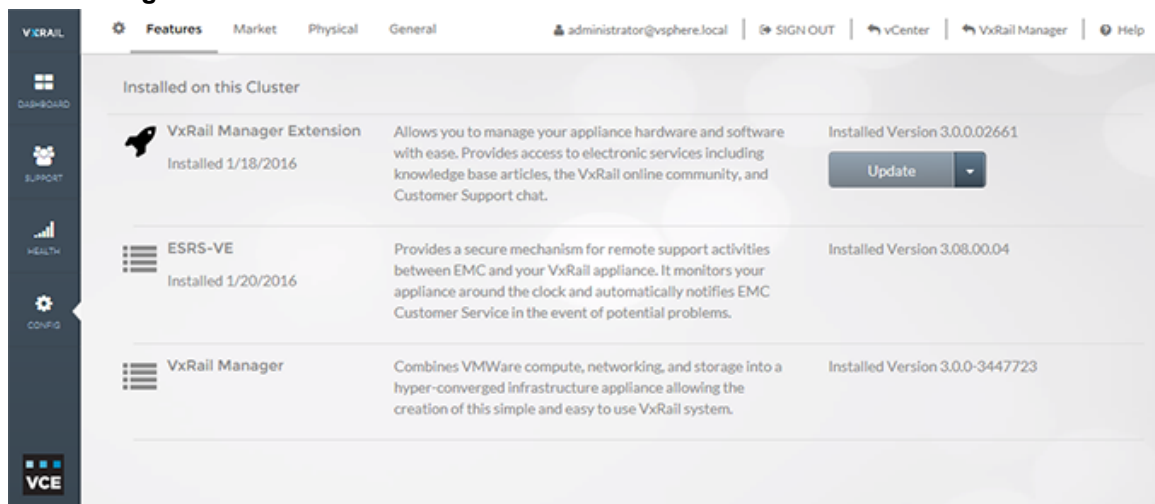 VXRAIL
Features Market Physical General administrator@vsphere.local SIGN OUT vCenter VxRail Manager Help
DASHBOARD
SUPPORT
HEALTH
CONFIG
VCE
Installed on this Cluster
VxRail Manager Extension
Installed 1/18/2016
Allows you to manage your appliance hardware and software
with ease. Provides access to electronic services including
knowledge base articles, the VxRail online community, and
Customer Support chat.
Installed Version 3.0.0.02661
Update
ESRS-VE
Installed 1/20/2016
Provides a secure mechanism for remote support activities
between EMC and your VxRail appliance. It monitors your
appliance around the clock and automatically notifies EMC
Customer Service in the event of potential problems.
Installed Version 3.08.00.04
VxRail Manager
Combines VMWare compute, networking, and storage into a
hyper-converged infrastructure appliance allowing the
creation of this simple and easy to use VxRail system.
Installed Version 3.0.0-3447723